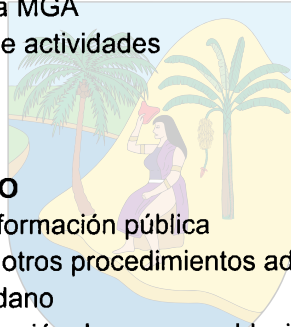 a MGA
e actividades
o
formación pública
otros procedimientos ad
dano